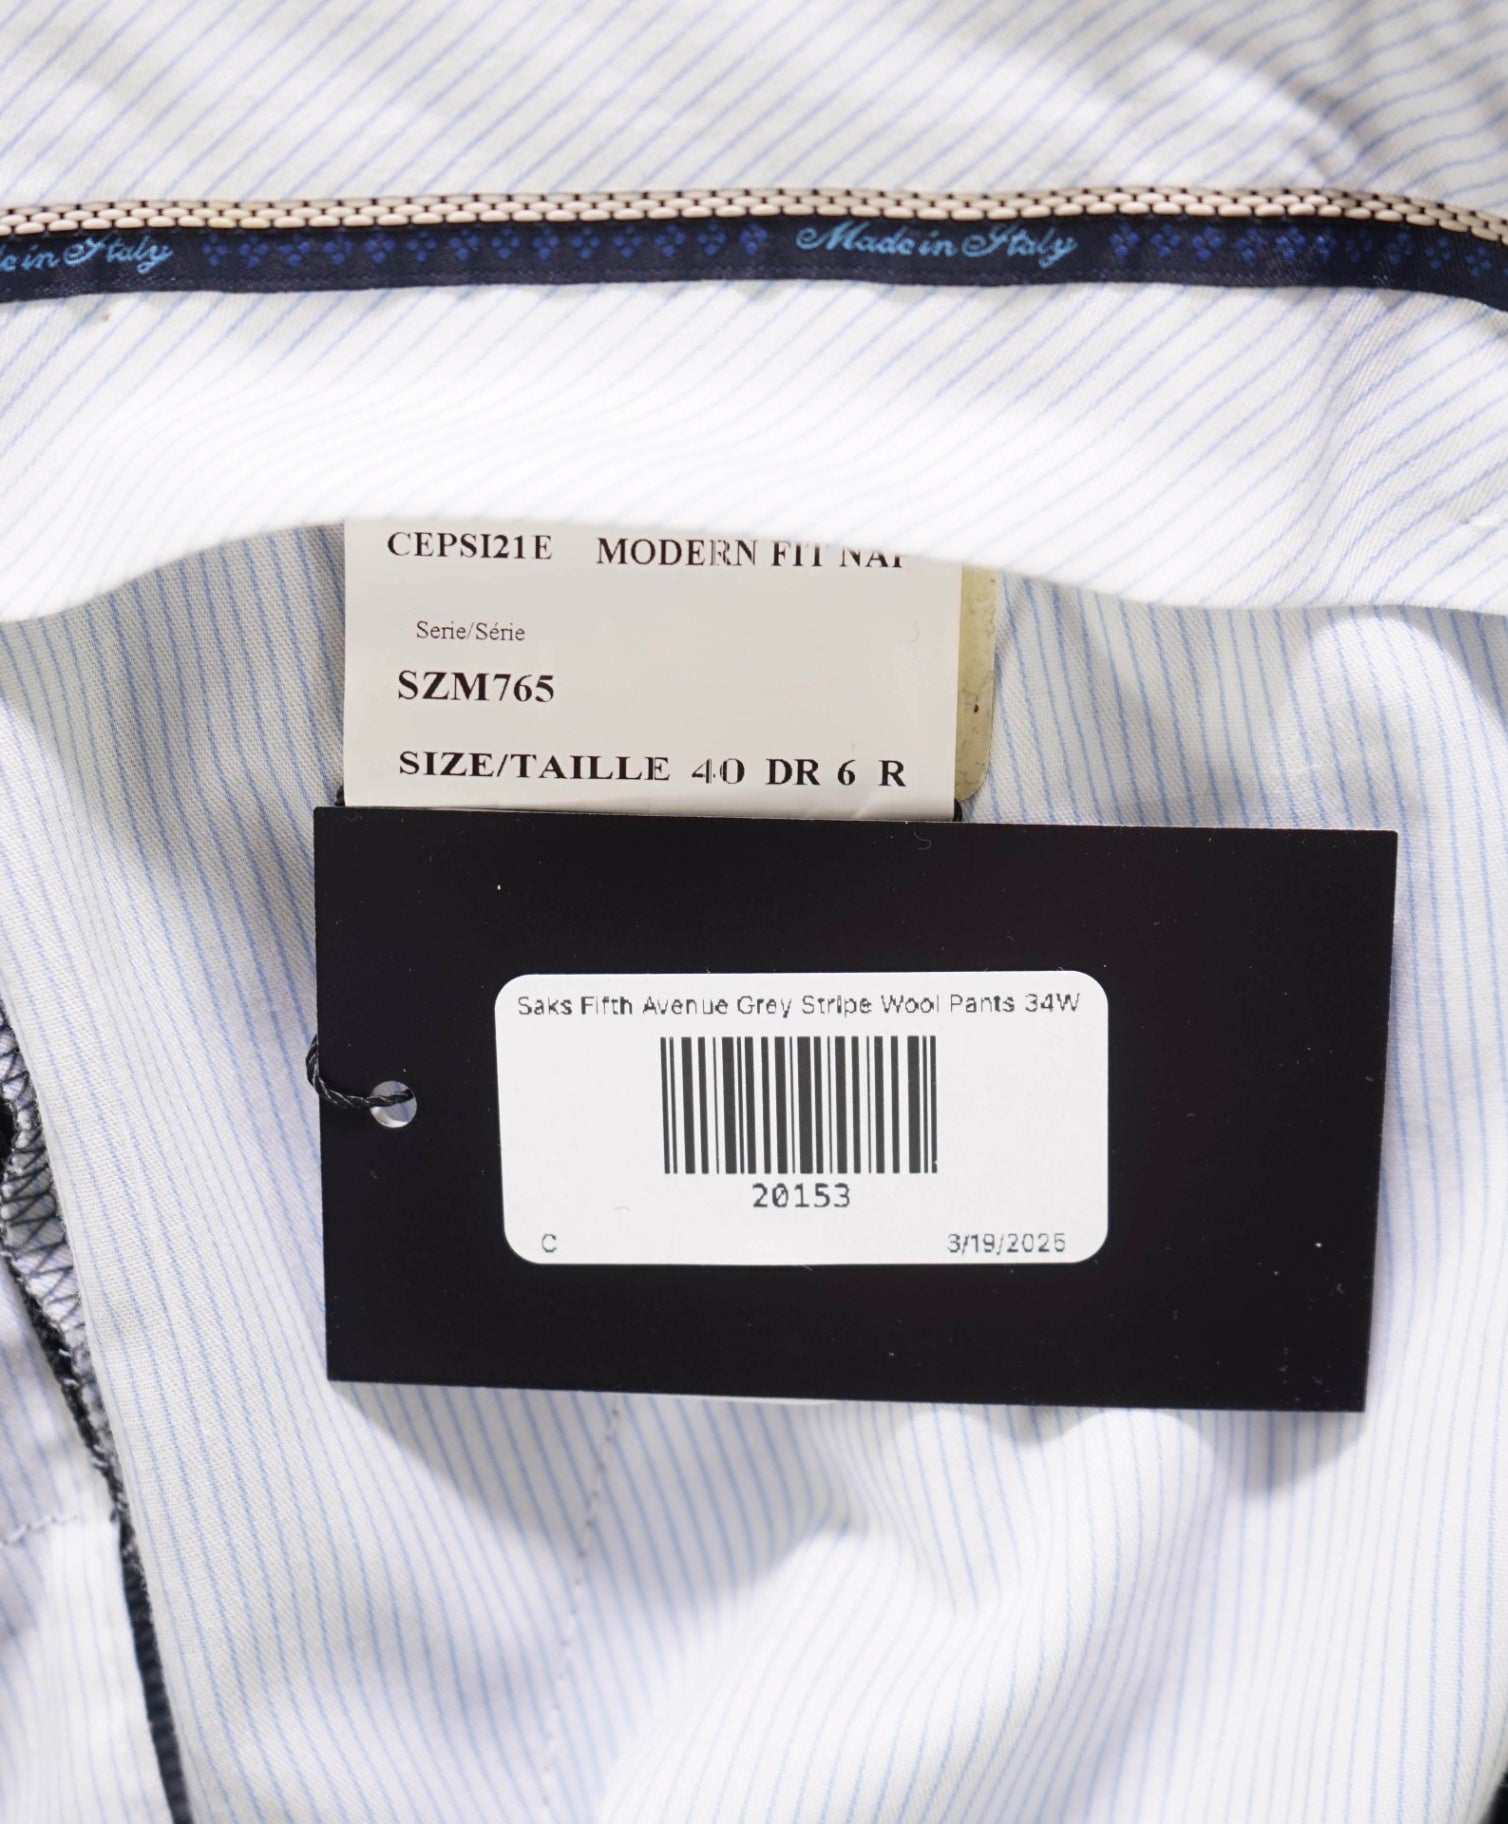 in Italy Made in Italy
CEPSI21E MODERN FIT
Serie/Série
SZM765
SIZE/TAILLE 40 DR 6 R
Saks Fifth Avenue Grey Stripe Wool Pants 34W
20153
C 3/19/2025